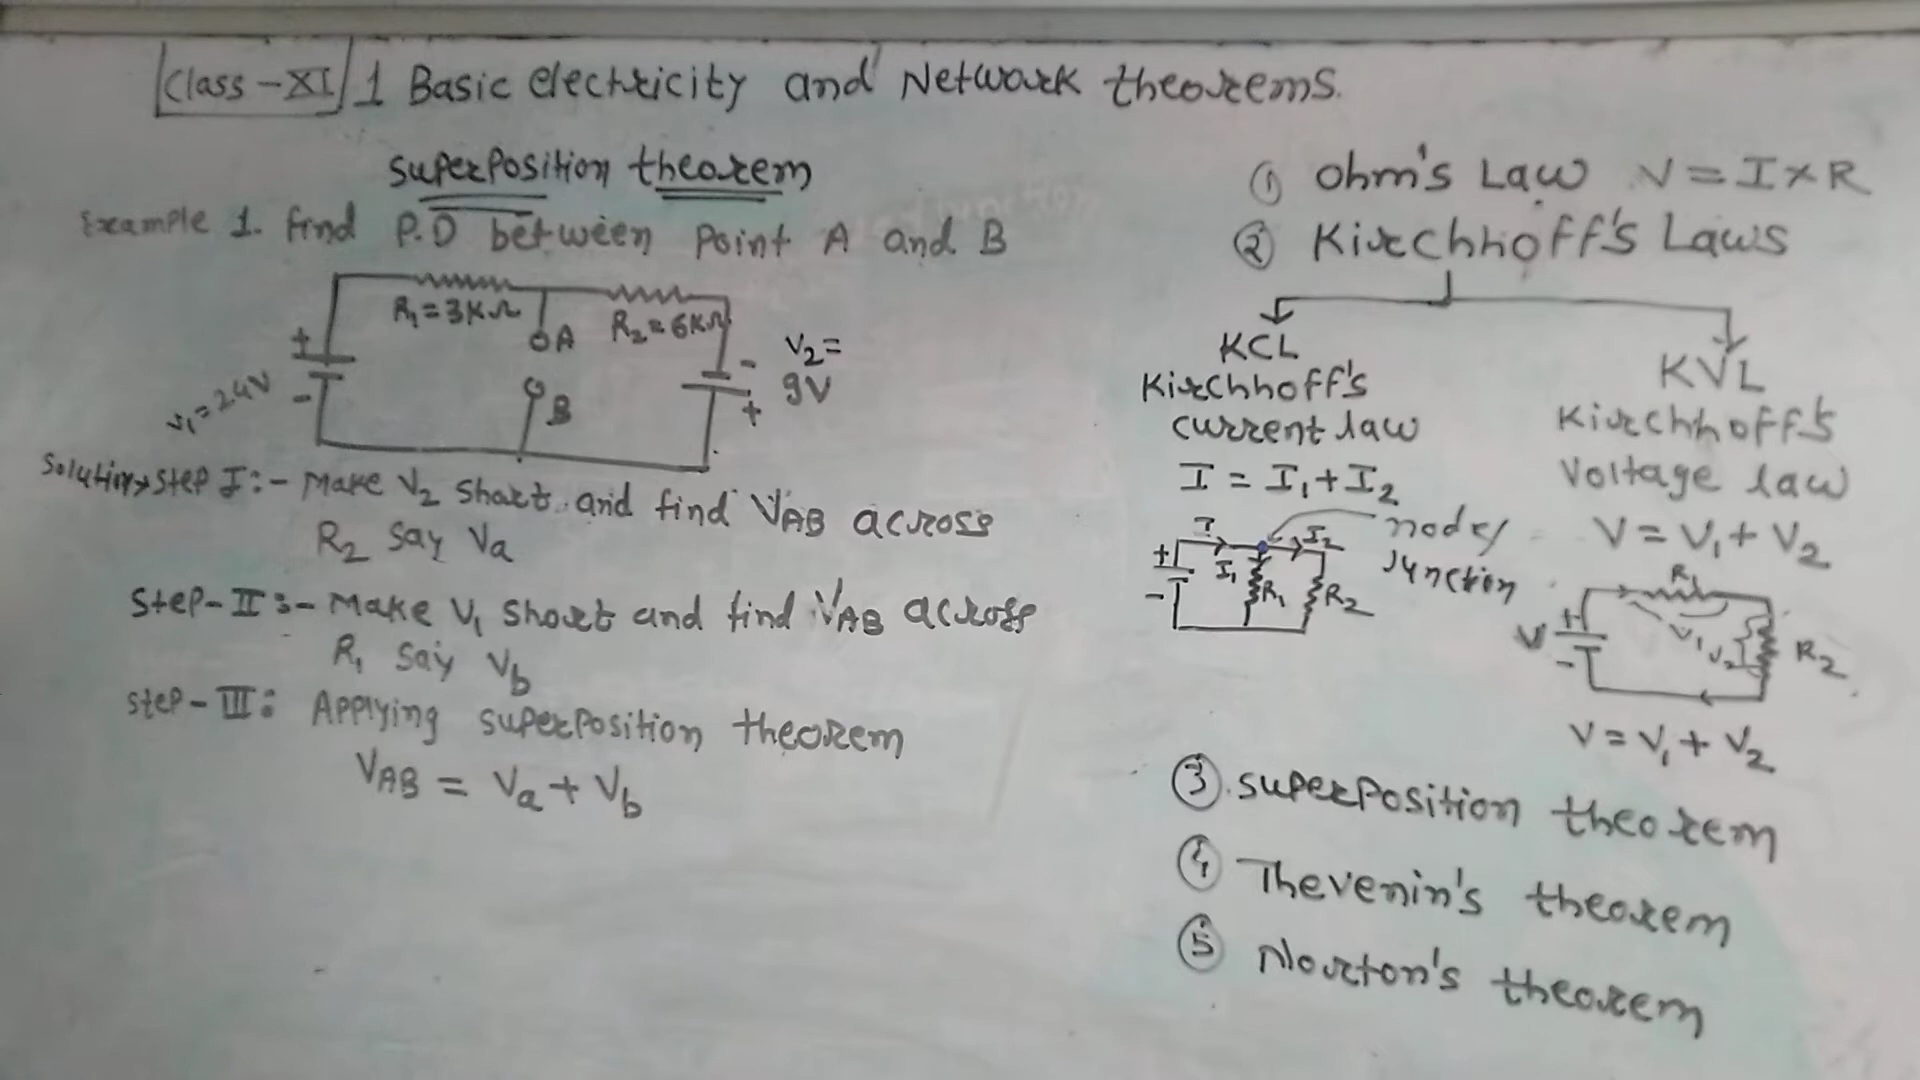 Class-XI 1 Basic electricity and Network theorems.
Superposition theorem
Example 1. find P.D between Point A and B
R₁=3KΩ
R₂=6KΩ
A
B
+
-
V₁=24V
-
+
V₂=
9V
Solution→Step I:- Make V₂ Short and find VAB across
R₂ say Va
Step-II:- Make V₁ Short and find VAB across
R₁ say Vb
Step-III: Applying superposition theorem
VAB = Va + Vb
① Ohm's Law V=I×R
② Kirchhoff's Laws
KCL
Kirchhoff's
current law
I = I₁+I₂
node/
Junction
I
I₂
I₁
R₁
R₂
+
-
KVL
Kirchhoff's
Voltage law
V = V₁+V₂
R₁
V
+
-
V₁
V₂
R₂
V = V₁ + V₂
③. Superposition theorem
④ Thevenin's theorem
⑤ Norton's theorem